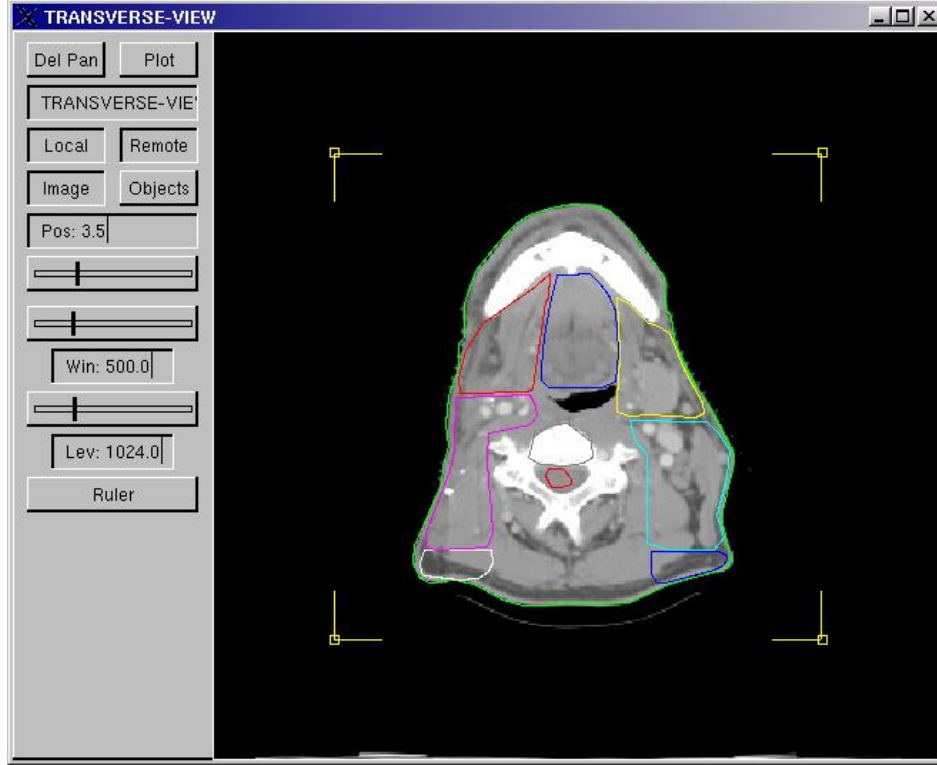 TRANSVERSE-VIEW
Del Pan Plot
TRANSVERSE-VIE
Local Remote
Image Objects
Pos: 3.5
Win: 500.0
Lev: 1024.0
Ruler